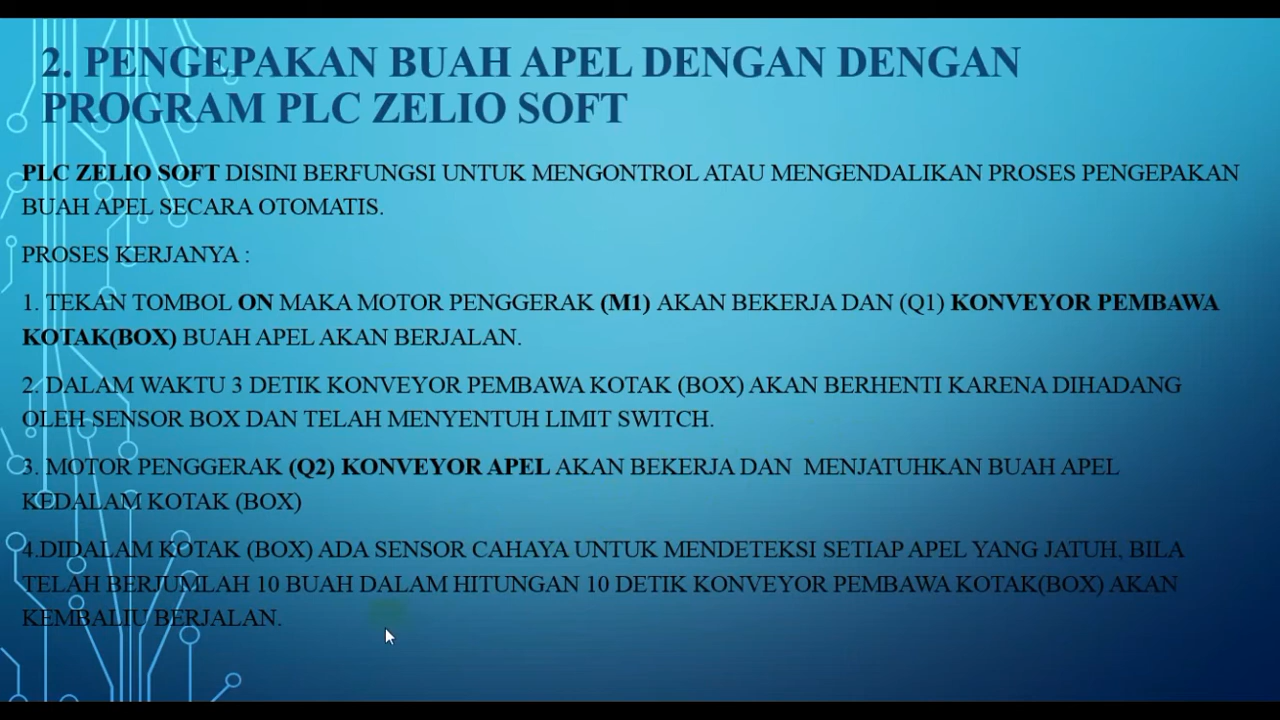 2. PENGEPAKAN BUAH APEL DENGAN DENGAN
PROGRAM PLC ZELIO SOFT
PLC ZELIO SOFT DISINI BERFUNGSI UNTUK MENGONTROL ATAU MENGENDALIKAN PROSES PENGEPAKAN
BUAH APEL SECARA OTOMATIS.
PROSES KERJANYA :
1. TEKAN TOMBOL ON MAKA MOTOR PENGGERAK (M1) AKAN BEKERJA DAN (Q1) KONVEYOR PEMBAWA
KOTAK(BOX) BUAH APEL AKAN BERJALAN.
2. DALAM WAKTU 3 DETIK KONVEYOR PEMBAWA KOTAK (BOX) AKAN BERHENTI KARENA DIHADANG
OLEH SENSOR BOX DAN TELAH MENYENTUH LIMIT SWITCH.
3. MOTOR PENGGERAK (Q2) KONVEYOR APEL AKAN BEKERJA DAN MENJATUHKAN BUAH APEL
KEDALAM KOTAK (BOX)
4.DIDALAM KOTAK (BOX) ADA SENSOR CAHAYA UNTUK MENDETEKSI SETIAP APEL YANG JATUH, BILA
TELAH BERJUMLAH 10 BUAH DALAM HITUNGAN 10 DETIK KONVEYOR PEMBAWA KOTAK(BOX) AKAN
KEMBALIU BERJALAN.